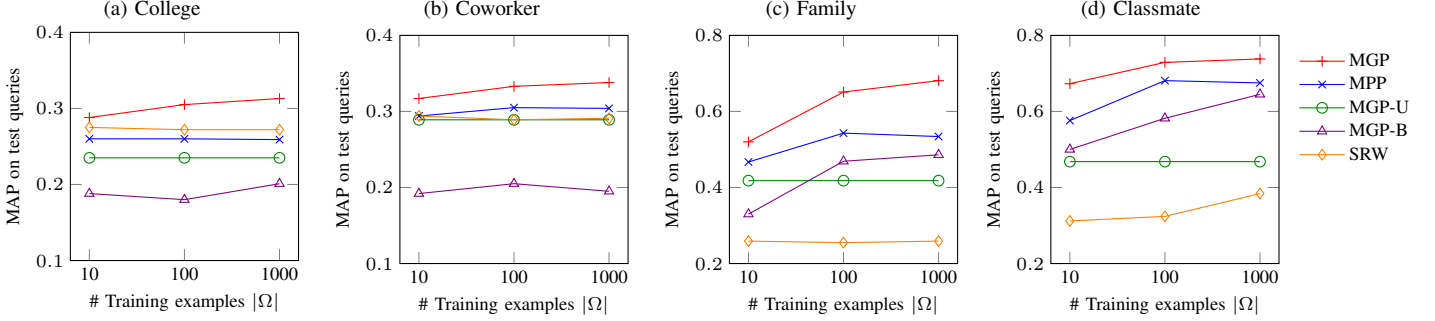 (a) College
MAP on test queries
0.4
0.3
0.2
0.1
10 100 1000
# Training examples |Ω|
(b) Coworker
MAP on test queries
0.4
0.3
0.2
0.1
10 100 1000
# Training examples |Ω|
(c) Family
MAP on test queries
0.8
0.6
0.4
0.2
10 100 1000
# Training examples |Ω|
(d) Classmate
MAP on test queries
0.8
0.6
0.4
0.2
10 100 1000
# Training examples |Ω|
MGP
MPP
MGP-U
MGP-B
SRW